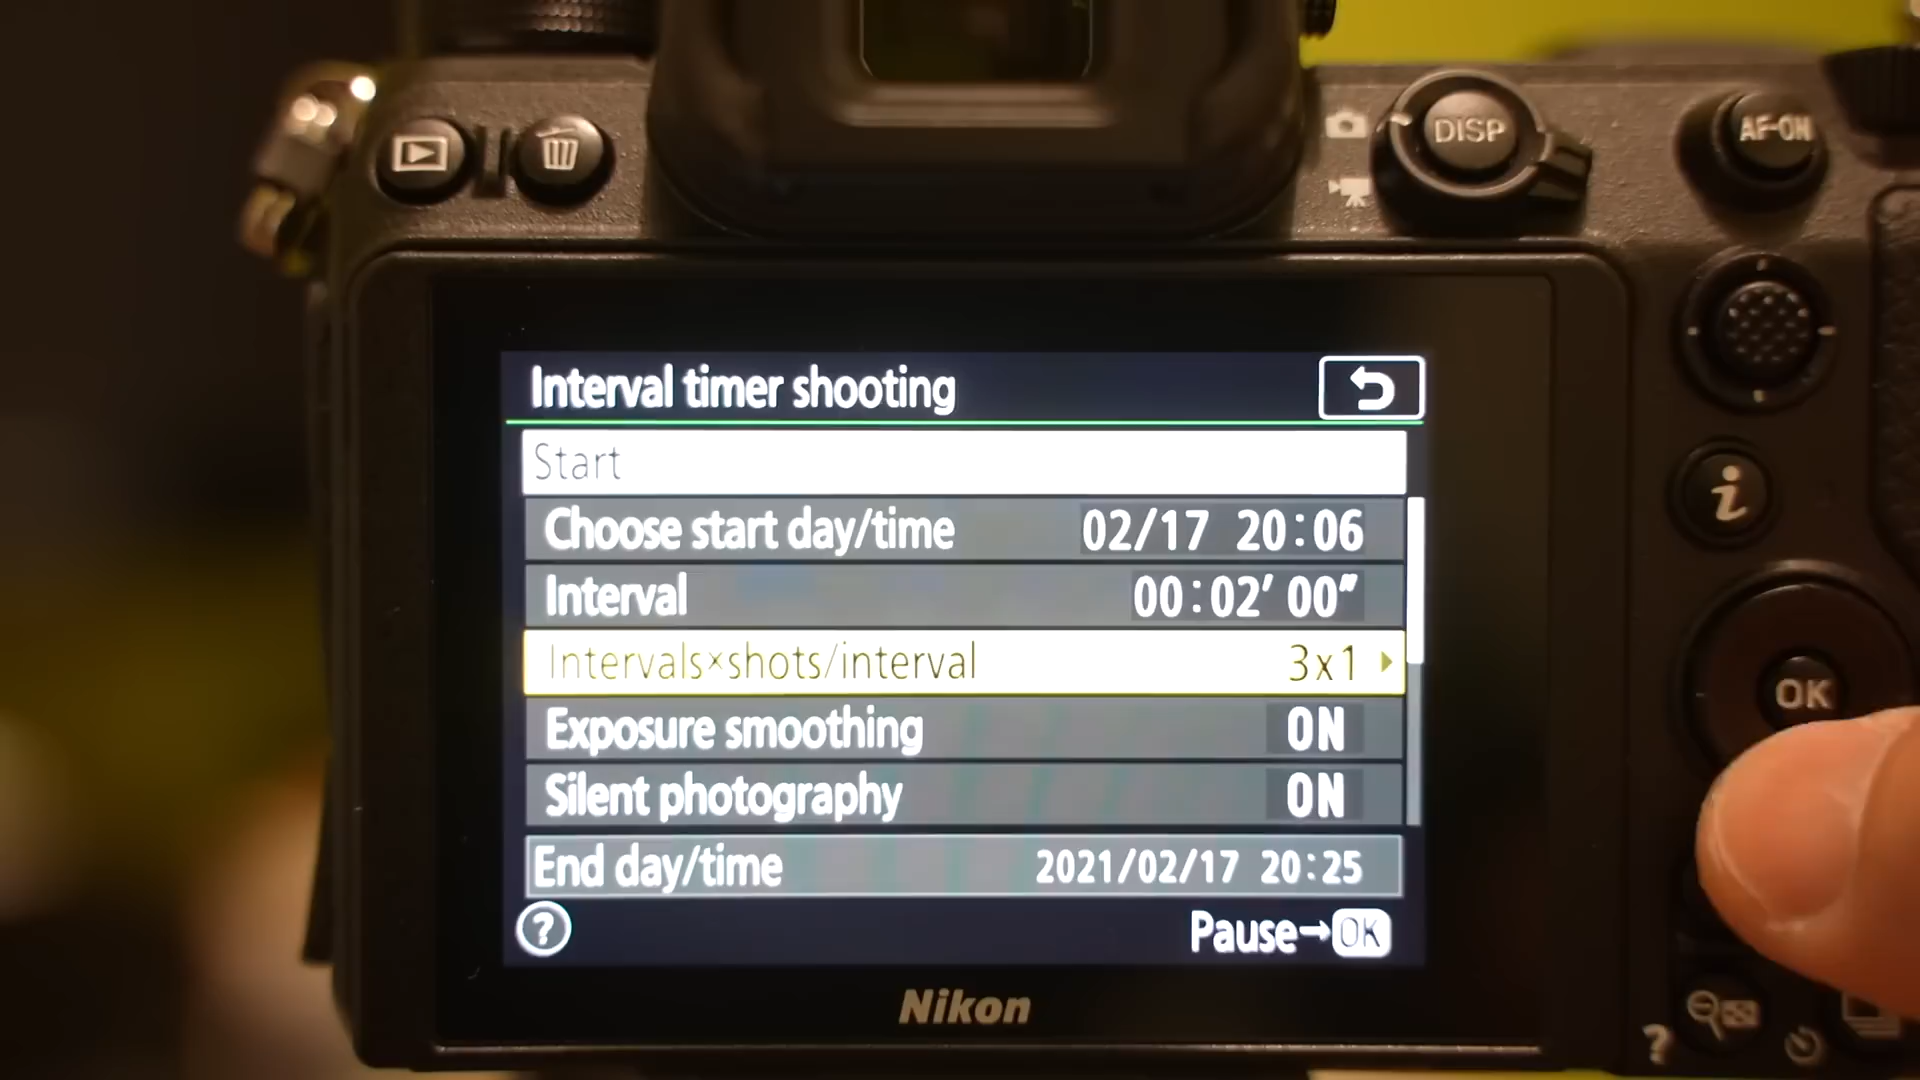 DISP
AF-ON
Interval timer shooting
Start
Choose start day/time 02/17 20:06
Interval 00:02' 00"
Intervals×shots/interval 3x1
Exposure smoothing ON
Silent photography ON
End day/time 2021/02/17 20:25
? Pause→OK
i
OK
Nikon
?